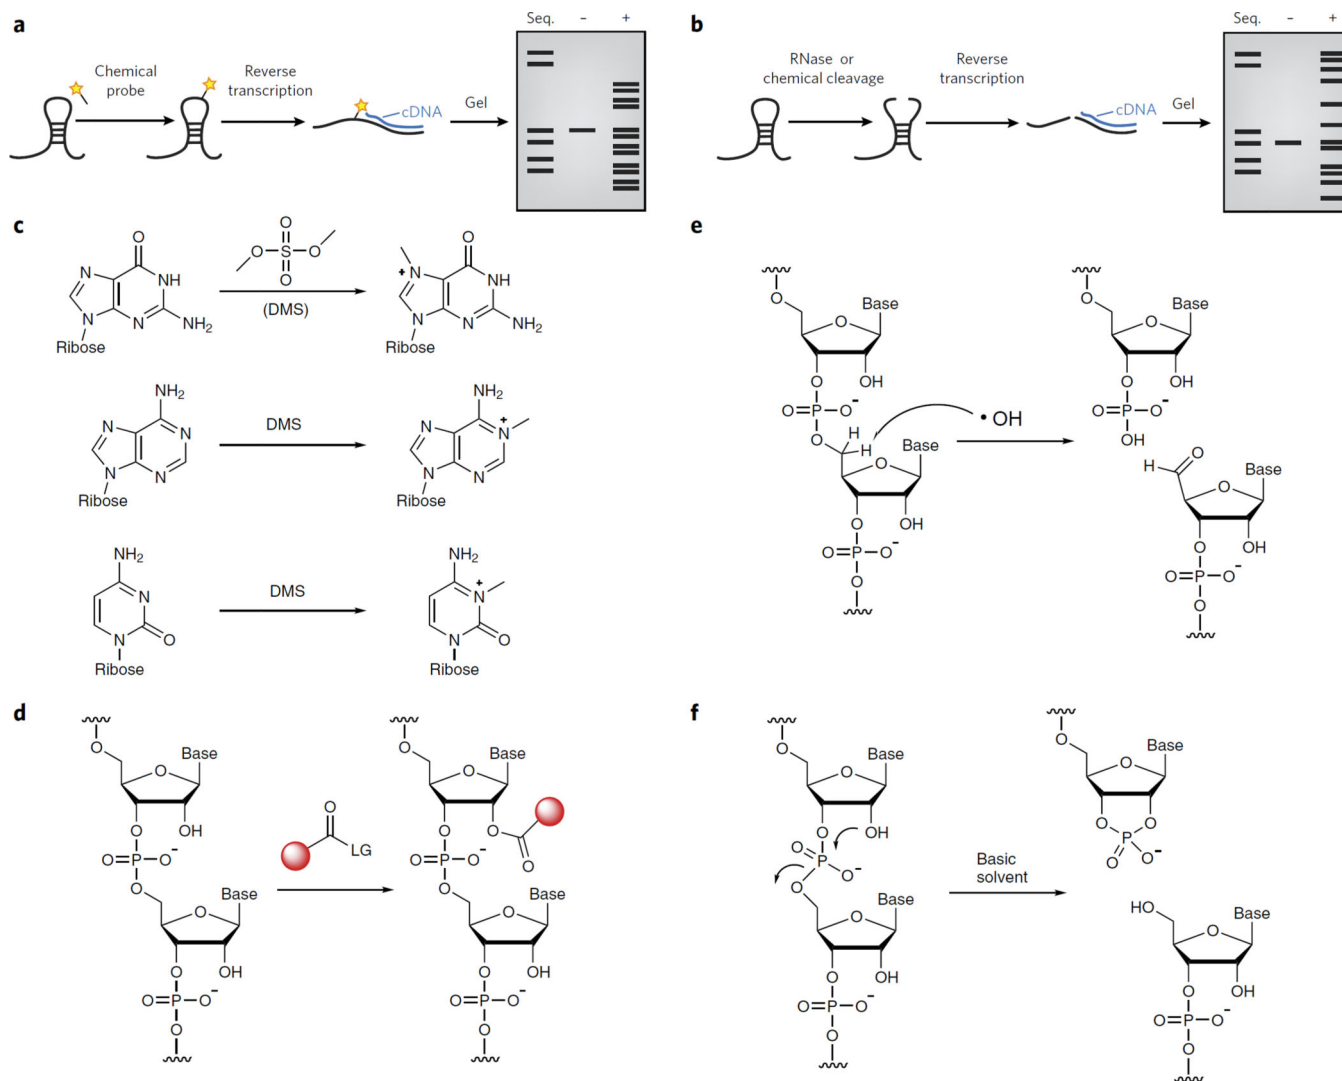 a
Chemical
probe
Reverse
transcription
cDNA
Gel
Seq. – +
b
RNase or
chemical cleavage
Reverse
transcription
cDNA
Gel
Seq. – +
c
O
N
NH
N
N
NH₂
Ribose
O
O S O
O
(DMS)
O
N
+
NH
N
N
NH₂
Ribose
NH₂
N
N
N
N
Ribose
DMS
NH₂
N
+
N
N
N
Ribose
NH₂
N
N
O
Ribose
DMS
NH₂
+
N
N
O
Ribose
d
O
Base
O
O
OH
O=P–O⁻
O
Base
O
O
OH
O=P–O⁻
O
O
LG
O
Base
O
O
O
O
O=P–O⁻
O
Base
O
O
OH
O=P–O⁻
O
e
O
Base
O
O
OH
O=P–O⁻
O
H
H
•OH
Base
O
O
OH
O=P–O⁻
O
O
Base
O
O
OH
O=P–O⁻
OH
H
O
Base
O
O
OH
O=P–O⁻
O
f
O
Base
O
O
OH
O
P
O⁻
O
Base
O
O
OH
O=P–O⁻
O
Basic
solvent
O
Base
O
O
O
P
O
O⁻
HO
Base
O
O
OH
O=P–O⁻
O